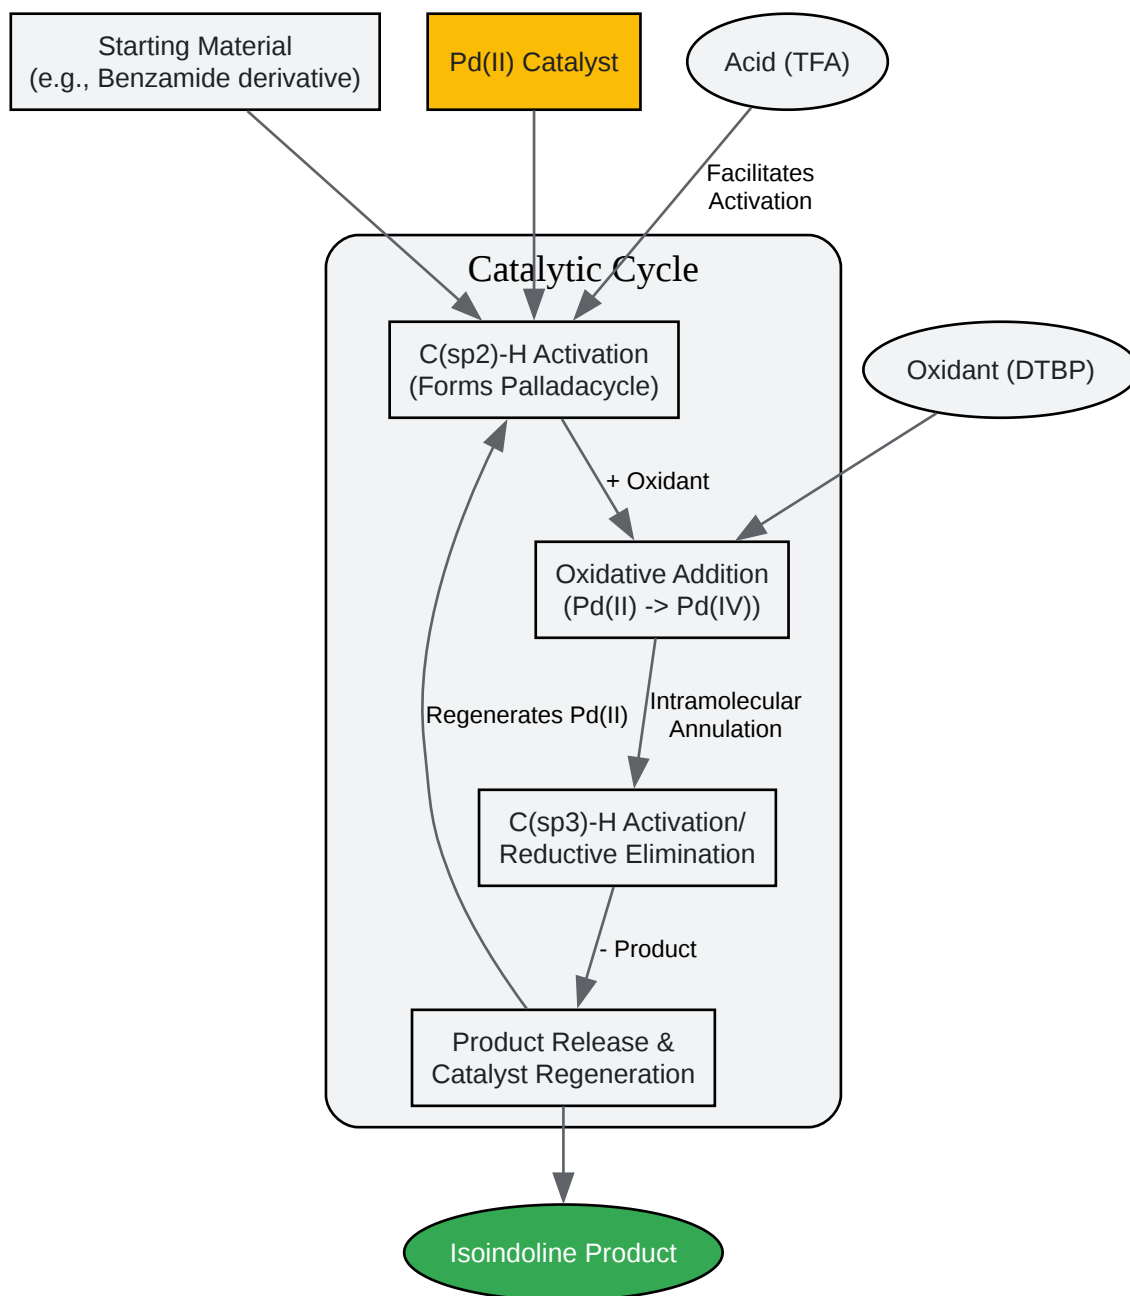 Starting Material
(e.g., Benzamide derivative)
Pd(II) Catalyst
Acid (TFA)
Facilitates
Activation
Catalytic Cycle
C(sp2)-H Activation
(Forms Palladacycle)
Oxidant (DTBP)
+ Oxidant
Oxidative Addition
(Pd(II) -> Pd(IV))
Regenerates Pd(II)
Intramolecular
Annulation
C(sp3)-H Activation/
Reductive Elimination
- Product
Product Release &
Catalyst Regeneration
Isoindoline Product